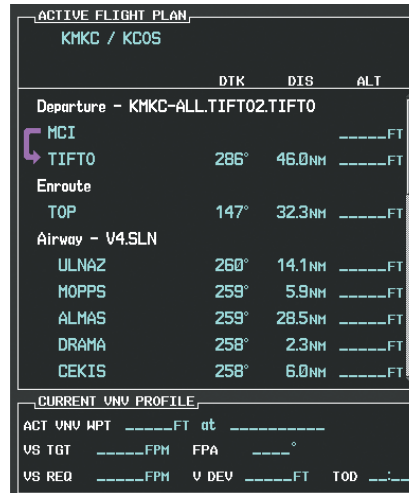 ACTIVE FLIGHT PLAN
KMKC / KCOS
DTK DIS ALT
Departure - KMKC-ALL.TIFTO2.TIFTO
MCI _____FT
TIFTO 286° 46.0NM _____FT
Enroute
TOP 147° 32.3NM _____FT
Airway - V4.SLN
ULNAZ 260° 14.1NM _____FT
MOPPS 259° 5.9NM _____FT
ALMAS 259° 28.5NM _____FT
DRAMA 258° 2.3NM _____FT
CEKIS 258° 6.0NM _____FT
CURRENT VNV PROFILE
ACT VNV WPT _____FT at __________
VS TGT _____FPM FPA ____°
VS REQ _____FPM V DEV _____FT TOD __:__